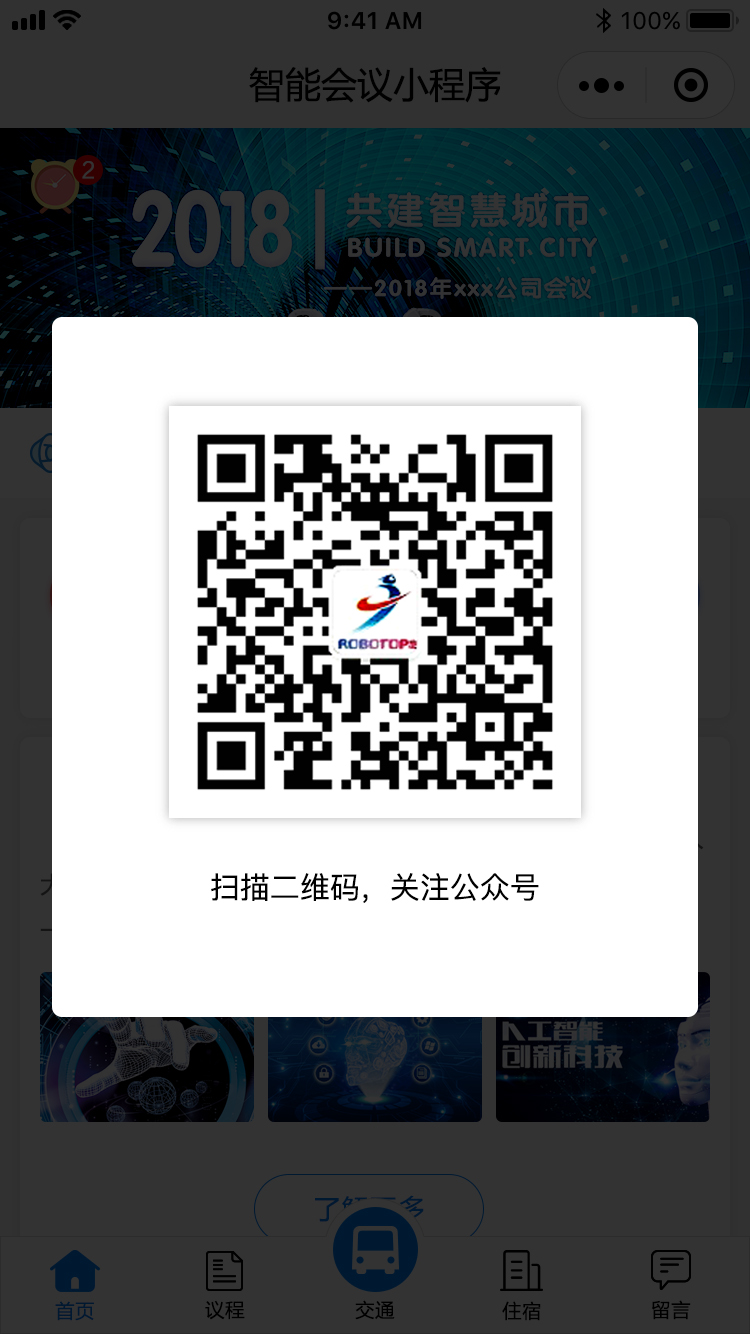 9:41 AM
100%
智能会议小程序
2
2018
共建智慧城市
BUILD SMART CITY
——2018年xxx公司会议
ROBOTOP
扫描二维码，关注公众号
人工智能
创新科技
首页
议程
交通
住宿
留言